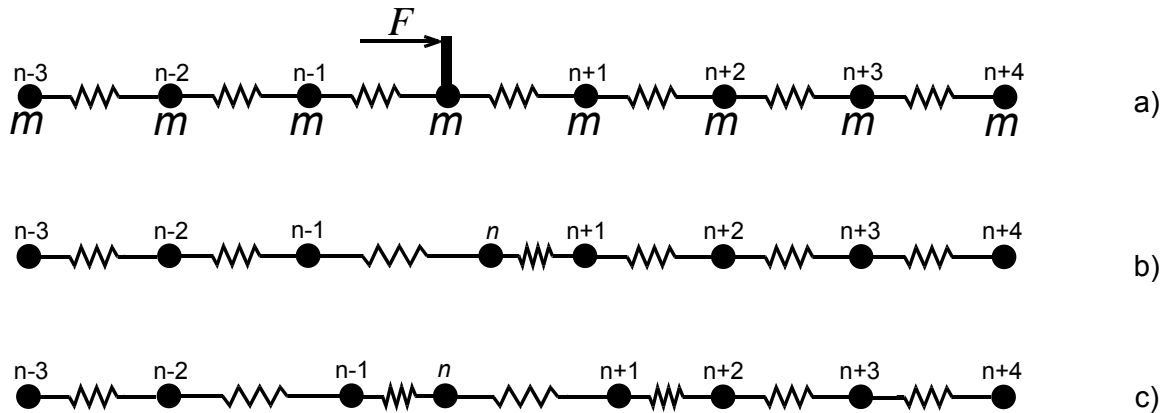 F
n-3 n-2 n-1 n+1 n+2 n+3 n+4
m m m m m m m m
a)
n-3 n-2 n-1 n n+1 n+2 n+3 n+4
b)
n-3 n-2 n-1 n n+1 n+2 n+3 n+4
c)